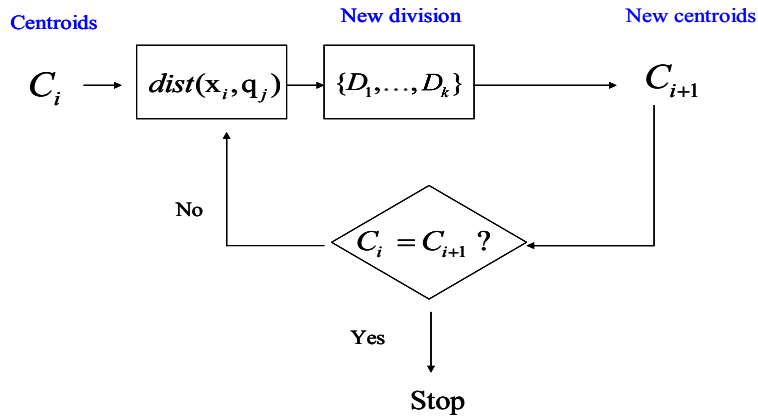 Centroids
New division
New centroids
C_i
dist(x_i, q_j)
{D_1,…,D_k}
C_{i+1}
No
C_i = C_{i+1} ?
Yes
Stop